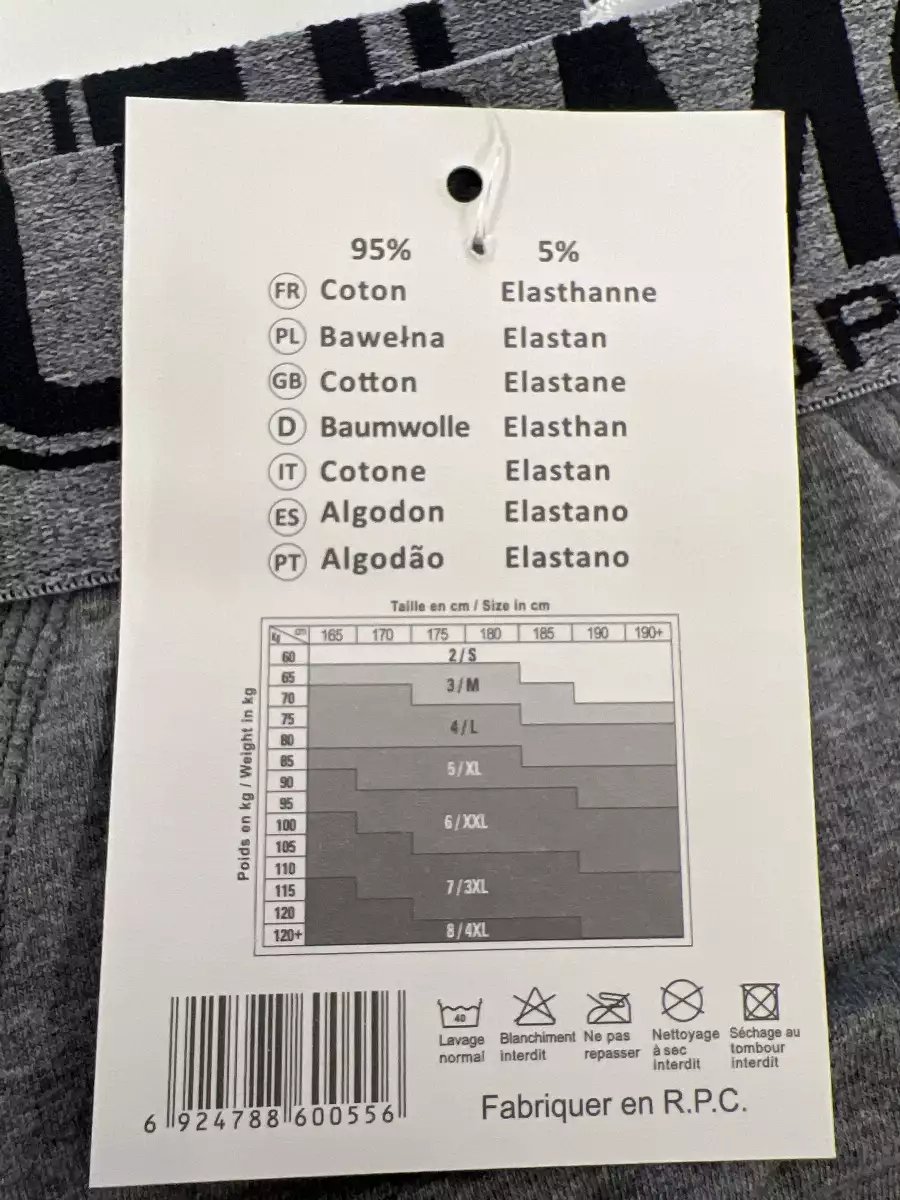 95% 5%
FR Coton Elasthanne
PL Bawełna Elastan
GB Cotton Elastane
D Baumwolle Elasthan
IT Cotone Elastan
ES Algodon Elastano
PT Algodão Elastano
Taille en cm / Size in cm
Kg cm 165 170 175 180 185 190 190+
60 2/S
65
3/M
70
75
4/L
80
85
5/XL
90
95
100 6/XXL
105
110
115 7/3XL
120
120+ 8/4XL
Poids en kg / Weight in kg
40
Lavage normal
Blanchiment interdit
Ne pas repasser
Nettoyage à sec interdit
Séchage au tombour interdit
6 924788 600556
Fabriquer en R.P.C.